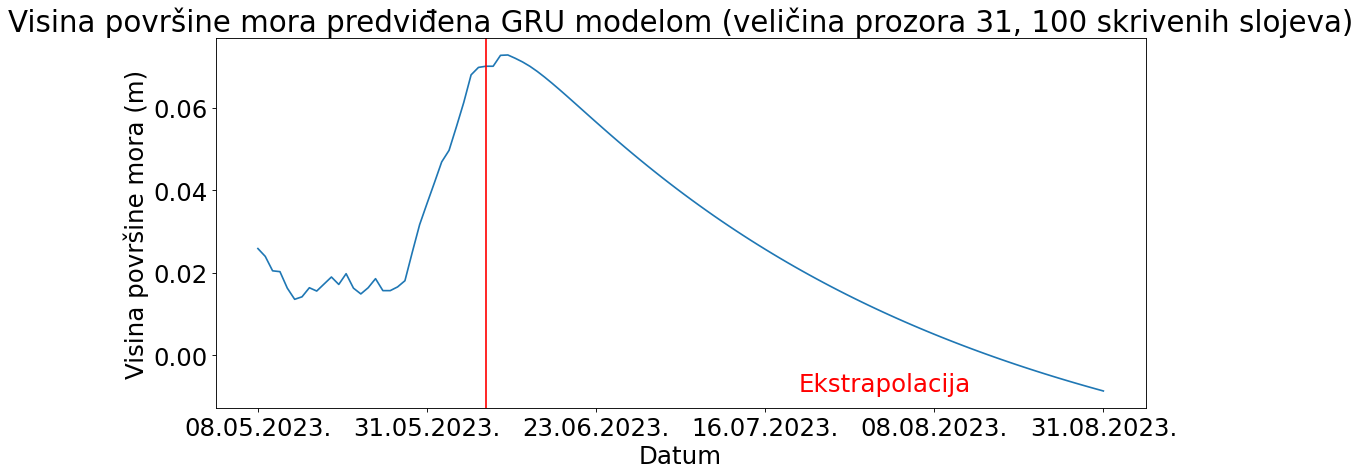 Visina površine mora predviđena GRU modelom (veličina prozora 31, 100 skrivenih slojeva)
Visina površine mora (m)
0.06
0.04
0.02
0.00
Ekstrapolacija
08.05.2023. 31.05.2023. 23.06.2023. 16.07.2023. 08.08.2023. 31.08.2023.
Datum